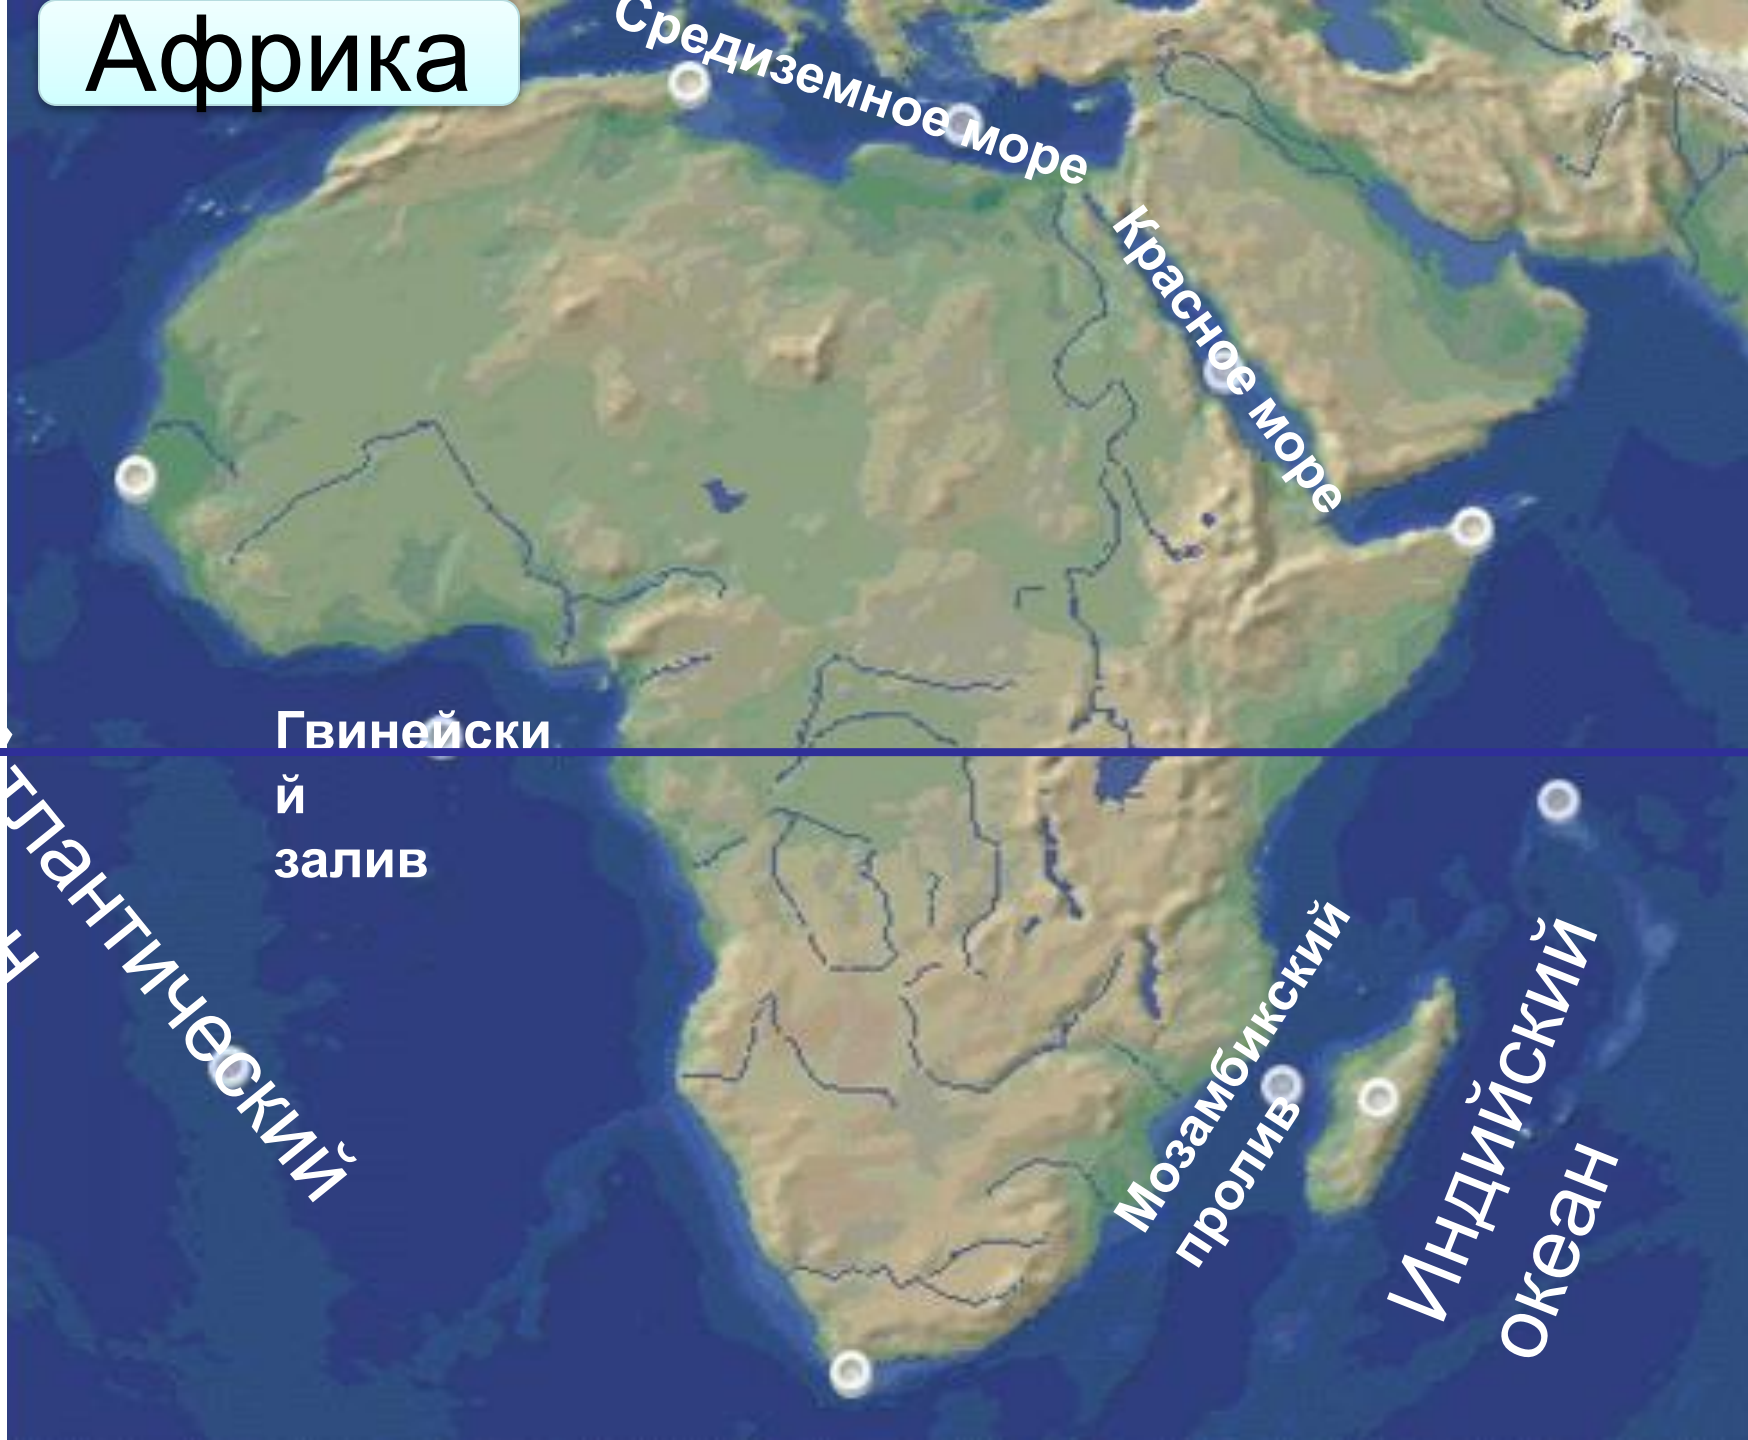 Африка
Средиземное море
Красное море
Гвинейски
й
залив
тлантический
н
Мозамбикский
пролив
Индийский
океан